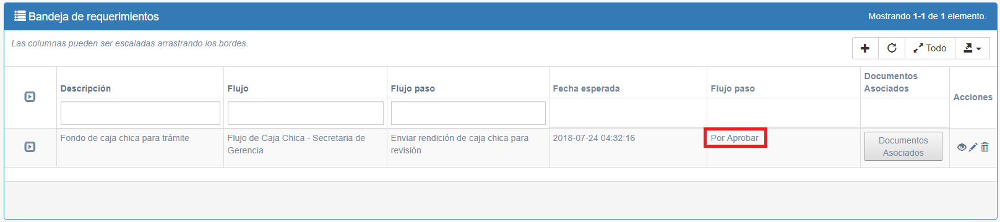 Bandeja de requerimientos
Mostrando 1-1 de 1 elemento.
Las columnas pueden ser escaladas arrastrando los bordes.
Todo
Descripción
Flujo
Flujo paso
Fecha esperada
Flujo paso
Documentos
Asociados
Acciones
Fondo de caja chica para trámite
Flujo de Caja Chica - Secretaria de
Gerencia
Enviar rendición de caja chica para
revisión
2018-07-24 04:32:16
Por Aprobar
Documentos
Asociados